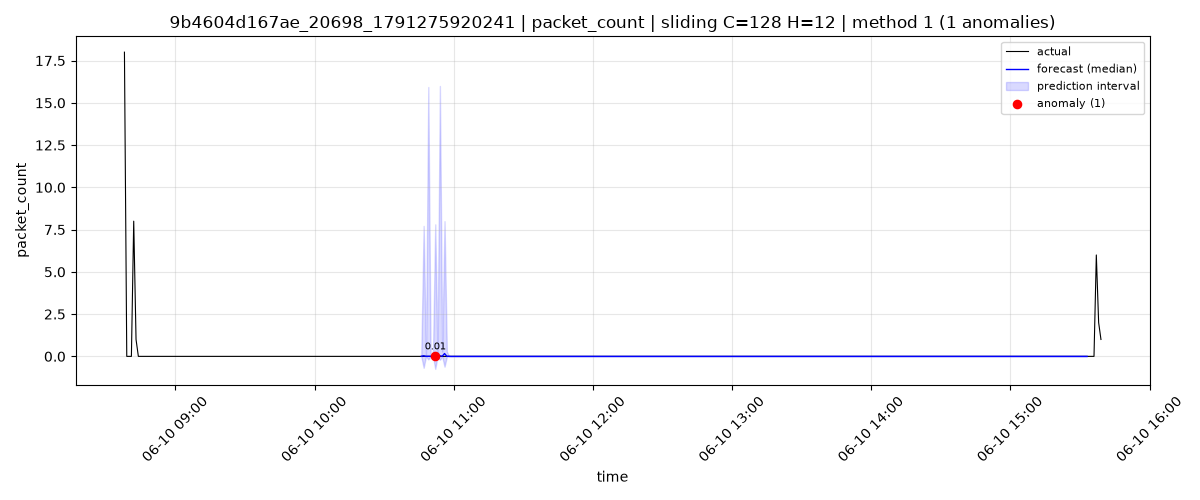 9b4604d167ae_20698_1791275920241 | packet_count | sliding C=128 H=12 | method 1 (1 anomalies)
actual
forecast (median)
prediction interval
anomaly (1)
packet_count
17.5
15.0
12.5
10.0
7.5
5.0
2.5
0.0
0.01
06-10 09:00
06-10 10:00
06-10 11:00
06-10 12:00
06-10 13:00
06-10 14:00
06-10 15:00
06-10 16:00
time